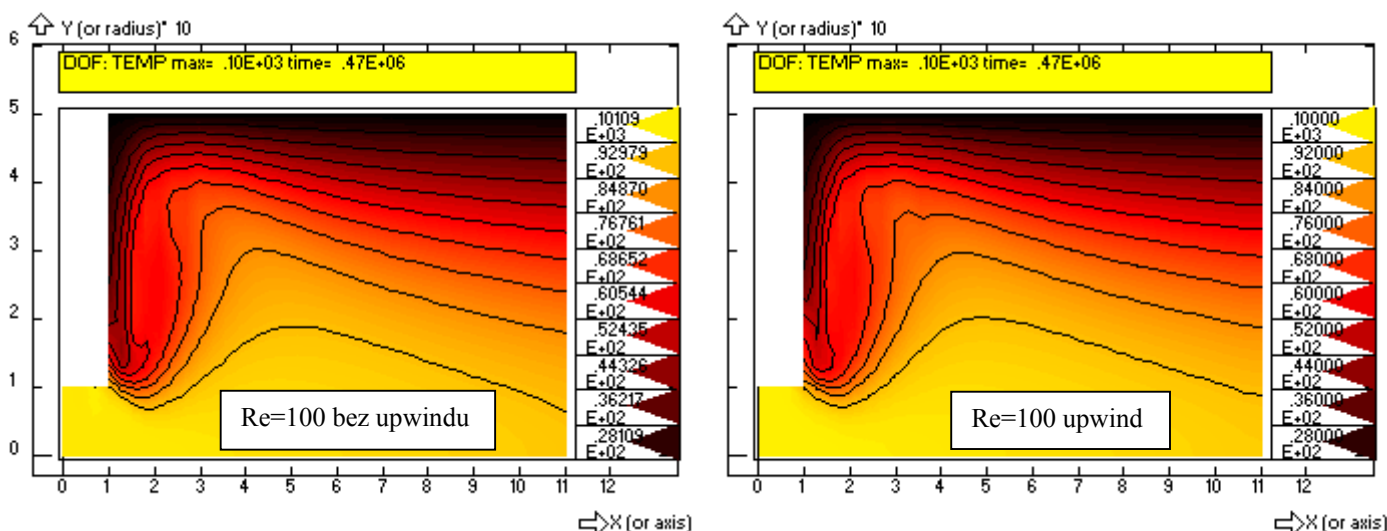 Y (or radius)* 10
6
DOF: TEMP max= .10E+03 time= .47E+06
5
4
3
2
1
0
.10109
E+03
.92979
E+02
.84870
E+02
.76761
E+02
.68652
E+02
.60544
E+02
.52435
E+02
.44326
E+02
.36217
E+02
.28109
E+02
Re=100 bez upwindu
0 1 2 3 4 5 6 7 8 9 10 11 12
X (or axis)
Y (or radius)* 10
DOF: TEMP max= .10E+03 time= .47E+06
.10000
E+03
.92000
E+02
.84000
E+02
.76000
E+02
.68000
E+02
.60000
E+02
.52000
E+02
.44000
E+02
.36000
E+02
.28000
E+02
Re=100 upwind
0 1 2 3 4 5 6 7 8 9 10 11 12
X (or axis)